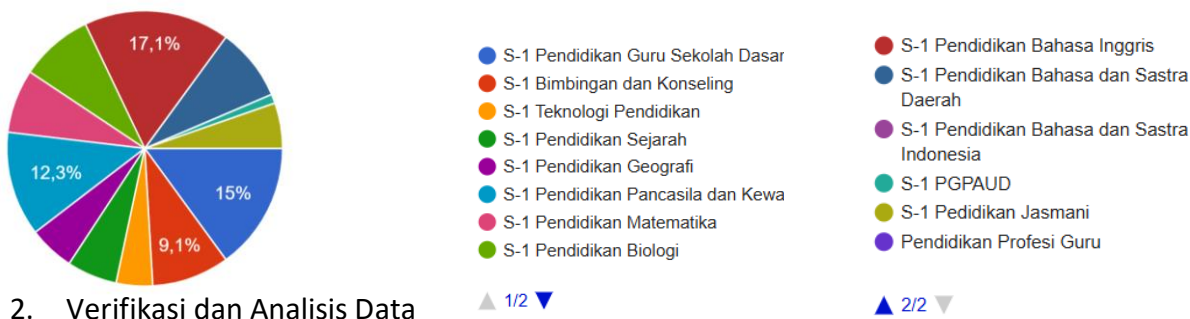 17,1%
12,3%
15%
9,1%
S-1 Pendidikan Guru Sekolah Dasar
S-1 Bimbingan dan Konseling
S-1 Teknologi Pendidikan
S-1 Pendidikan Sejarah
S-1 Pendidikan Geografi
S-1 Pendidikan Pancasila dan Kewa
S-1 Pendidikan Matematika
S-1 Pendidikan Biologi
1/2
S-1 Pendidikan Bahasa Inggris
S-1 Pendidikan Bahasa dan Sastra
Daerah
S-1 Pendidikan Bahasa dan Sastra
Indonesia
S-1 PGPAUD
S-1 Pedidikan Jasmani
Pendidikan Profesi Guru
2/2
2. Verifikasi dan Analisis Data